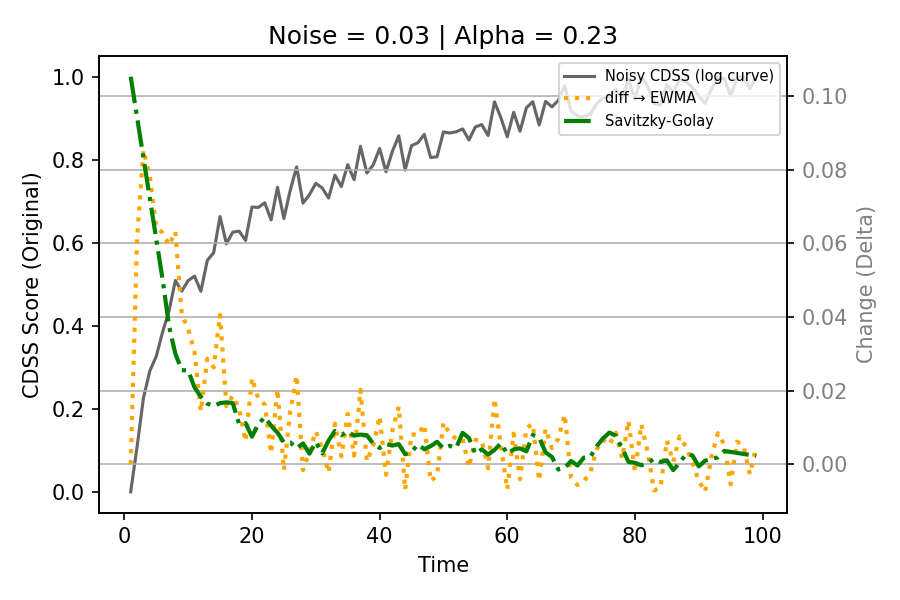 Noise = 0.03 | Alpha = 0.23
Noisy CDSS (log curve)
diff → EWMA
Savitzky-Golay
CDSS Score (Original)
1.0
0.8
0.6
0.4
0.2
0.0
0.10
0.08
0.06
0.04
0.02
0.00
Change (Delta)
0
20
40
60
80
100
Time